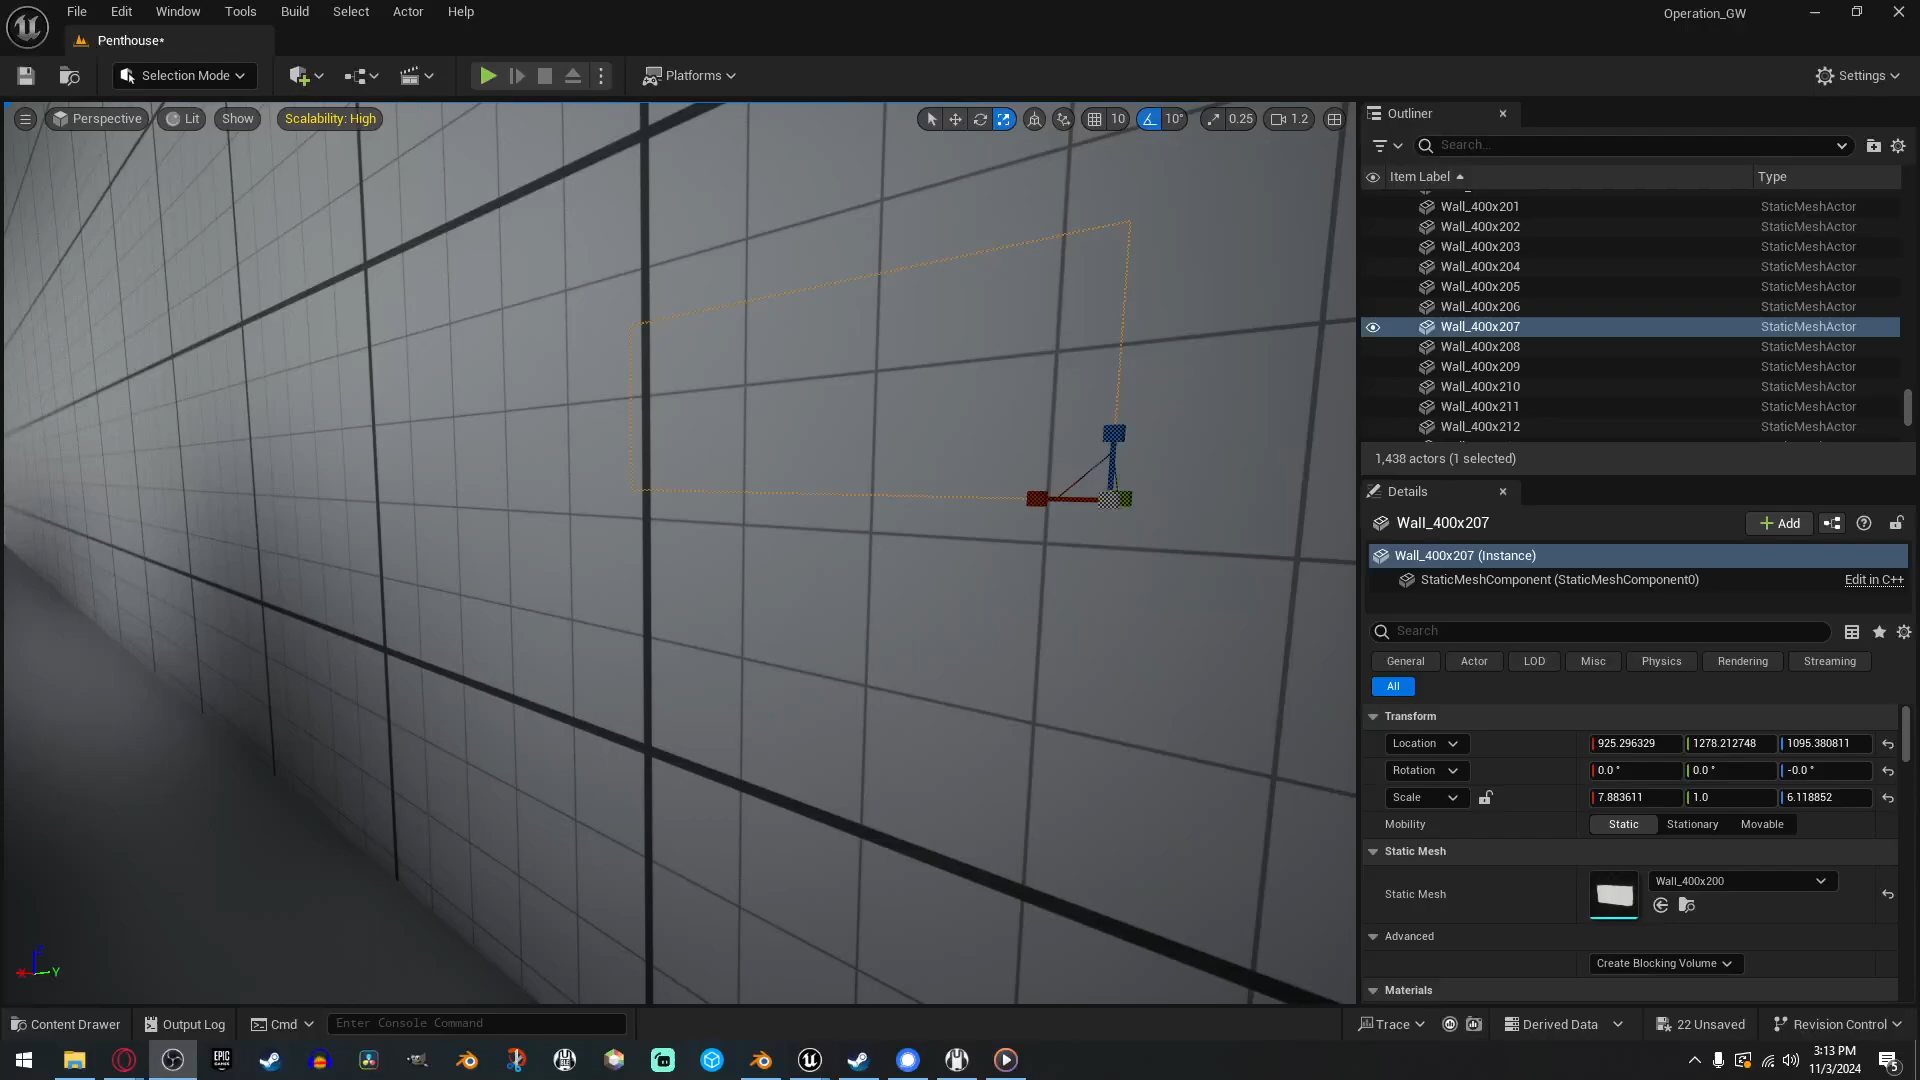 File Edit Window Tools Build Select Actor Help
Operation_GW
Penthouse*
Selection Mode
Platforms
Settings
Perspective Lit Show Scalability: High
10 10° 0.25 1.2
Outliner
Search...
Item Label Type
Wall_400x201 StaticMeshActor
Wall_400x202 StaticMeshActor
Wall_400x203 StaticMeshActor
Wall_400x204 StaticMeshActor
Wall_400x205 StaticMeshActor
Wall_400x206 StaticMeshActor
Wall_400x207 StaticMeshActor
Wall_400x208 StaticMeshActor
Wall_400x209 StaticMeshActor
Wall_400x210 StaticMeshActor
Wall_400x211 StaticMeshActor
Wall_400x212 StaticMeshActor
1,438 actors (1 selected)
Details
Wall_400x207
Add
Wall_400x207 (Instance)
StaticMeshComponent (StaticMeshComponent0) Edit in C++
Search
General Actor LOD Misc Physics Rendering Streaming
All
Transform
Location 925.296329 1278.212748 1095.380811
Rotation 0.0 ° 0.0 ° -0.0 °
Scale 7.883611 1.0 6.118852
Mobility Static Stationary Movable
Static Mesh
Static Mesh Wall_400x200
Advanced
Create Blocking Volume
Materials
X Y
Content Drawer Output Log Cmd Enter Console Command
Trace Derived Data 22 Unsaved Revision Control
EPIC GAMES
3:13 PM
11/3/2024
5